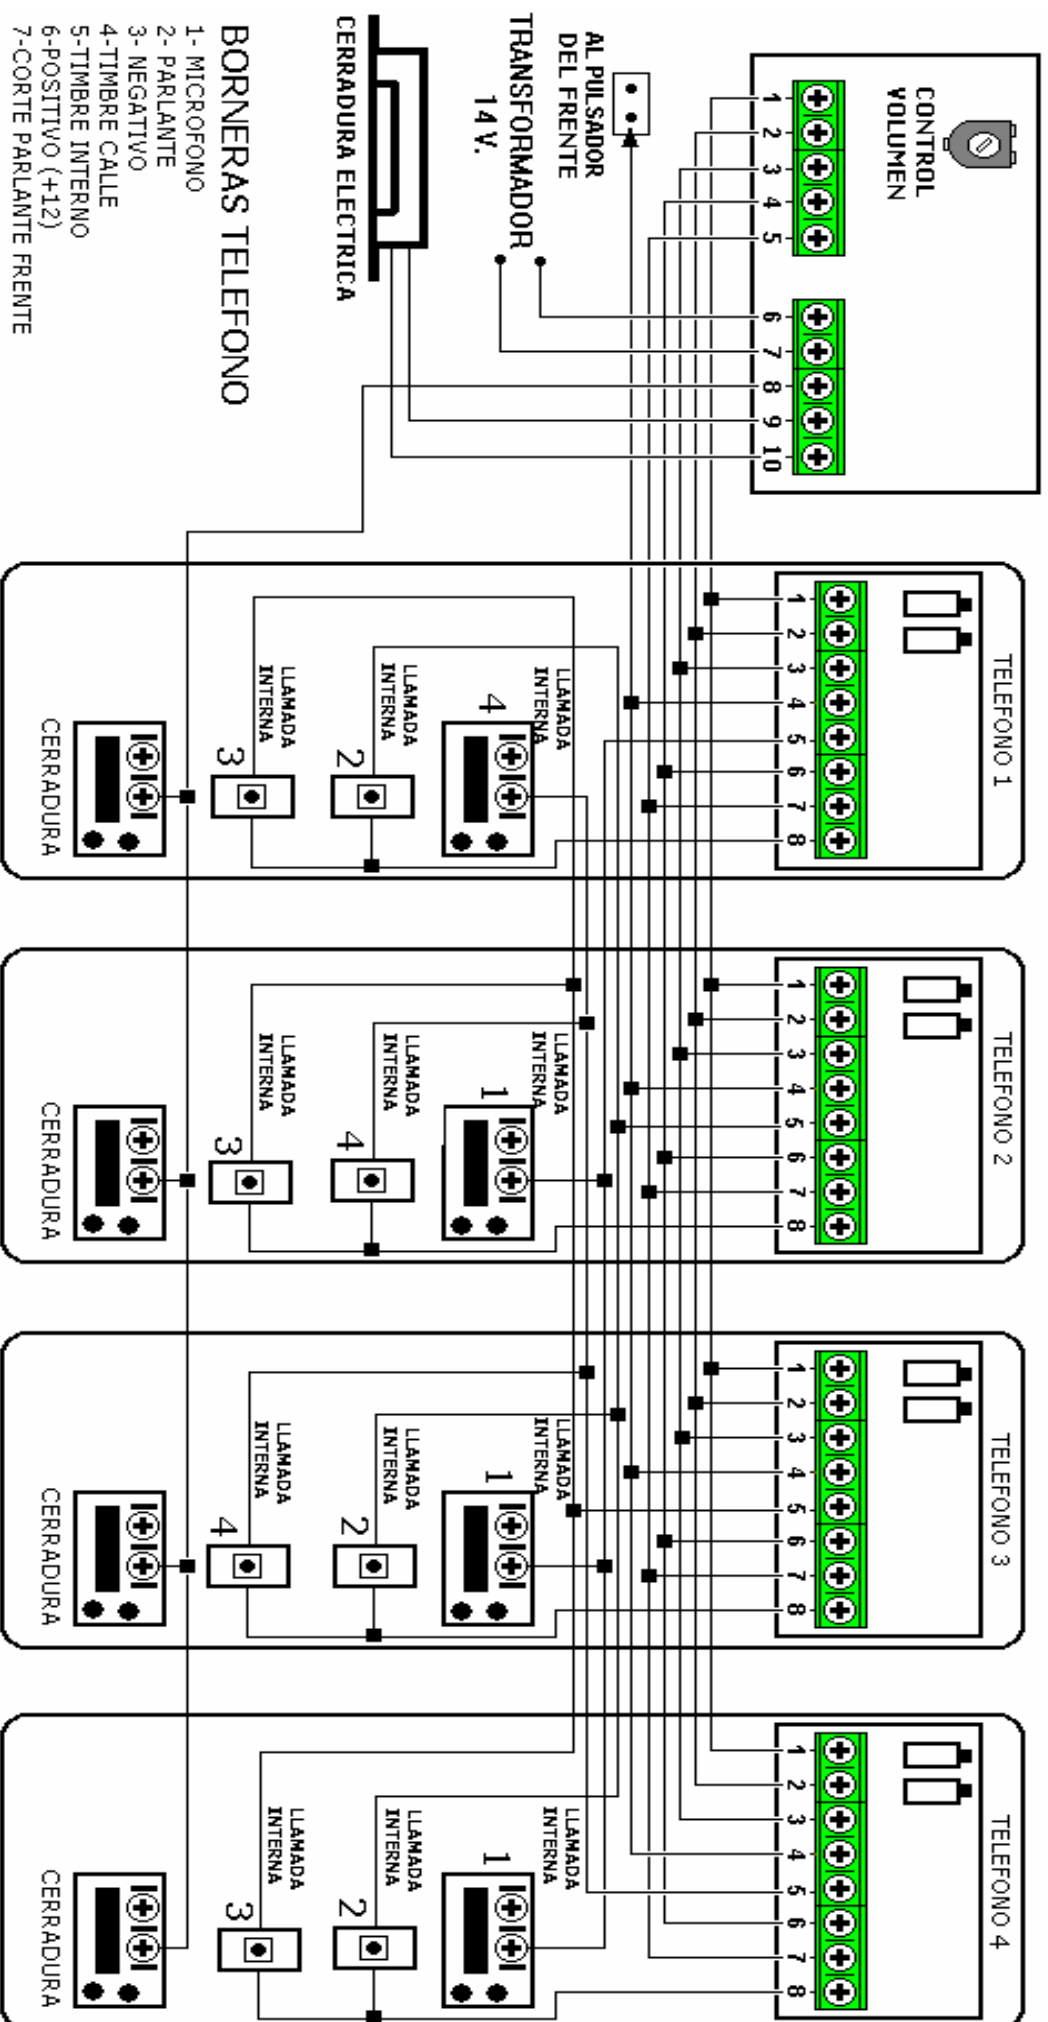 CONTROL
VOLUMEN
1 2 3 4 5 6 7 8 9 10
AL PULSADOR
DEL FRENTE
TRANSFORMADOR
14 V.
CERRADURA ELECTRICA
BORNERAS TELEFONO
1- MICROFONO
2- PARLANTE
3- NEGATIVO
4-TIMBRE CALLE
5-TIMBRE INTERNO
6-POSITIVO (+12)
7-CORTE PARLANTE FRENTE
TELEFONO 1
1 2 3 4 5 6 7 8
LLAMADA
INTERNA
4
LLAMADA
INTERNA
2
LLAMADA
INTERNA
3
CERRADURA
TELEFONO 2
1 2 3 4 5 6 7 8
LLAMADA
INTERNA
1
LLAMADA
INTERNA
4
LLAMADA
INTERNA
3
CERRADURA
TELEFONO 3
1 2 3 4 5 6 7 8
LLAMADA
INTERNA
1
LLAMADA
INTERNA
2
LLAMADA
INTERNA
4
CERRADURA
TELEFONO 4
1 2 3 4 5 6 7 8
LLAMADA
INTERNA
1
LLAMADA
INTERNA
2
LLAMADA
INTERNA
3
CERRADURA